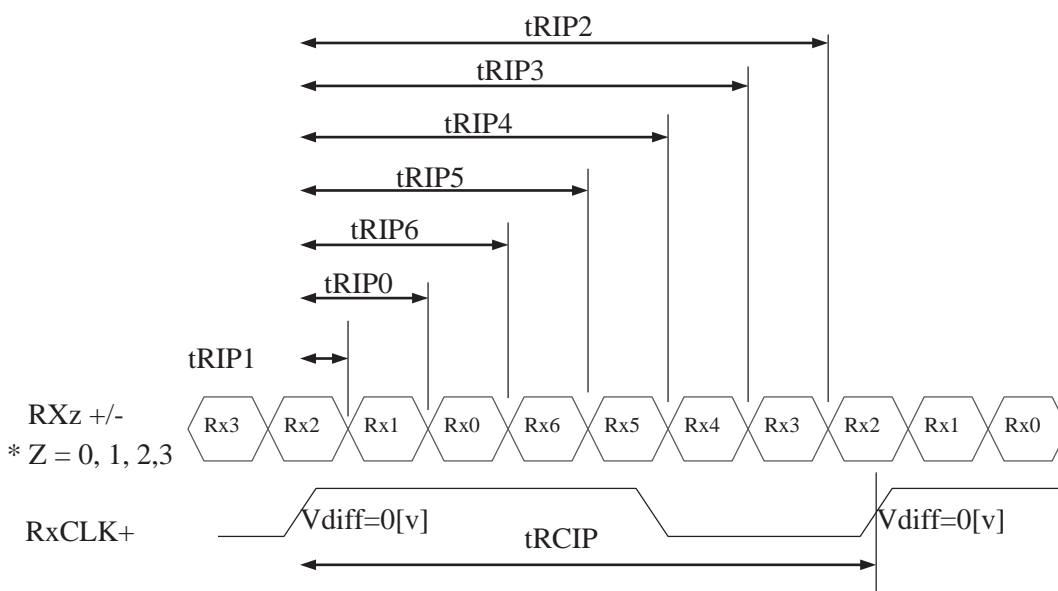 tRIP2
tRIP3
tRIP4
tRIP5
tRIP6
tRIP0
tRIP1
RXz +/-
Rx3 Rx2 Rx1 Rx0 Rx6 Rx5 Rx4 Rx3 Rx2 Rx1 Rx0
* Z = 0, 1, 2,3
RxCLK+
Vdiff=0[v] Vdiff=0[v]
tRCIP